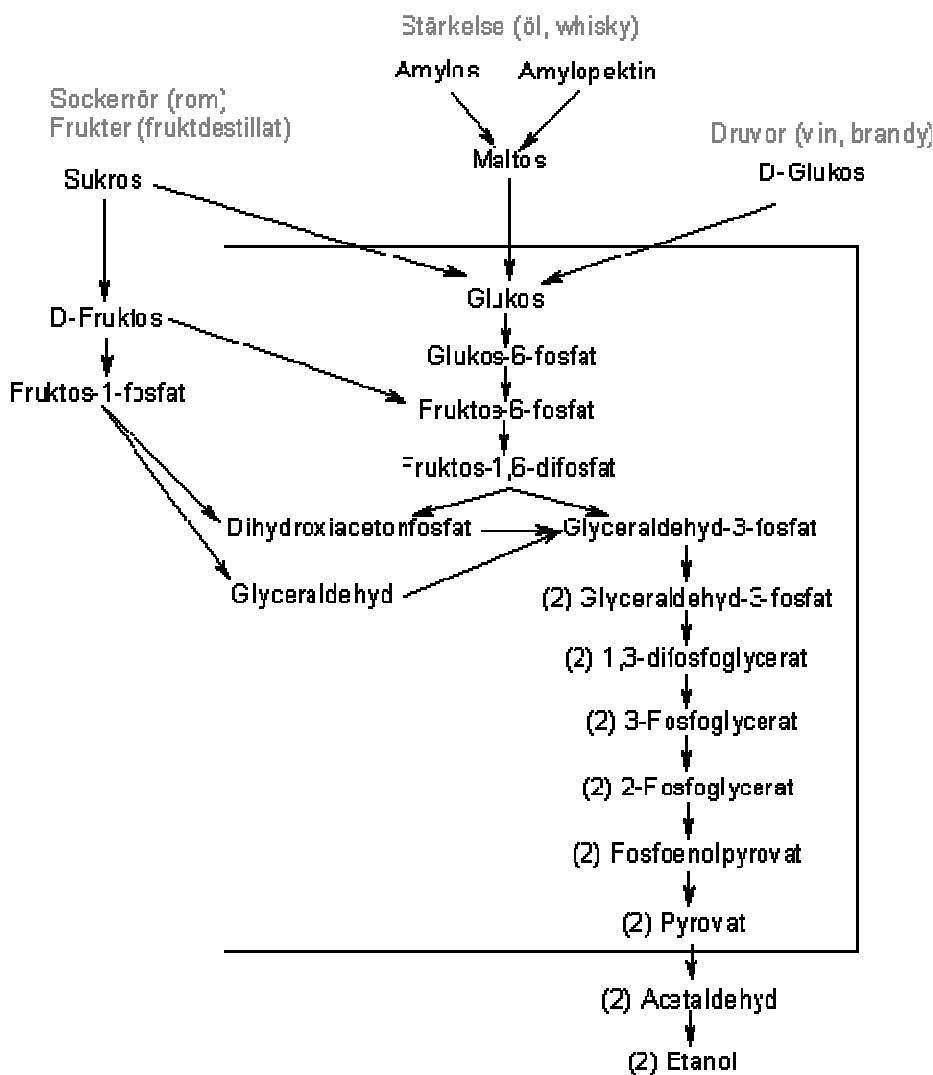 Stärkelse (öl, whisky)
Amylos Amylopektin
Sockerrör (rom)
Frukter (fruktdestillat)
Druvor (vin, brandy)
Maltos
D-Glukos
Sukros
Glukos
D-Fruktos
Glukos-6-fosfat
Fruktos-1-fosfat
Fruktos-6-fosfat
Fruktos-1,6-difosfat
Dihydroxiacetonfosfat Glyceraldehyd-3-fosfat
Glyceraldehyd (2) Glyceraldehyd-3-fosfat
(2) 1,3-difosfoglycerat
(2) 3-Fosfoglycerat
(2) 2-Fosfoglycerat
(2) Fosfoenolpyrovat
(2) Pyrovat
(2) Acetaldehyd
(2) Etanol